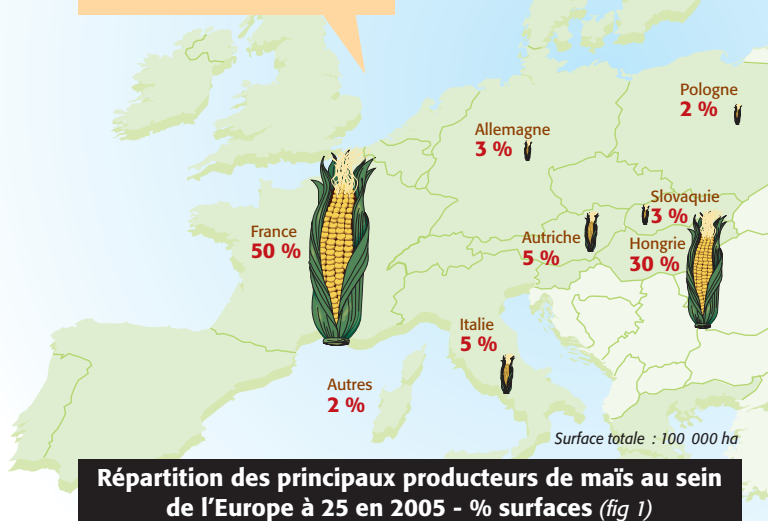 Pologne
2 %
Allemagne
3 %
Slovaquie
3 %
France
50 %
Autriche
5 %
Hongrie
30 %
Italie
5 %
Autres
2 %
Surface totale : 100 000 ha
Répartition des principaux producteurs de maïs au sein
de l’Europe à 25 en 2005 - % surfaces (fig 1)